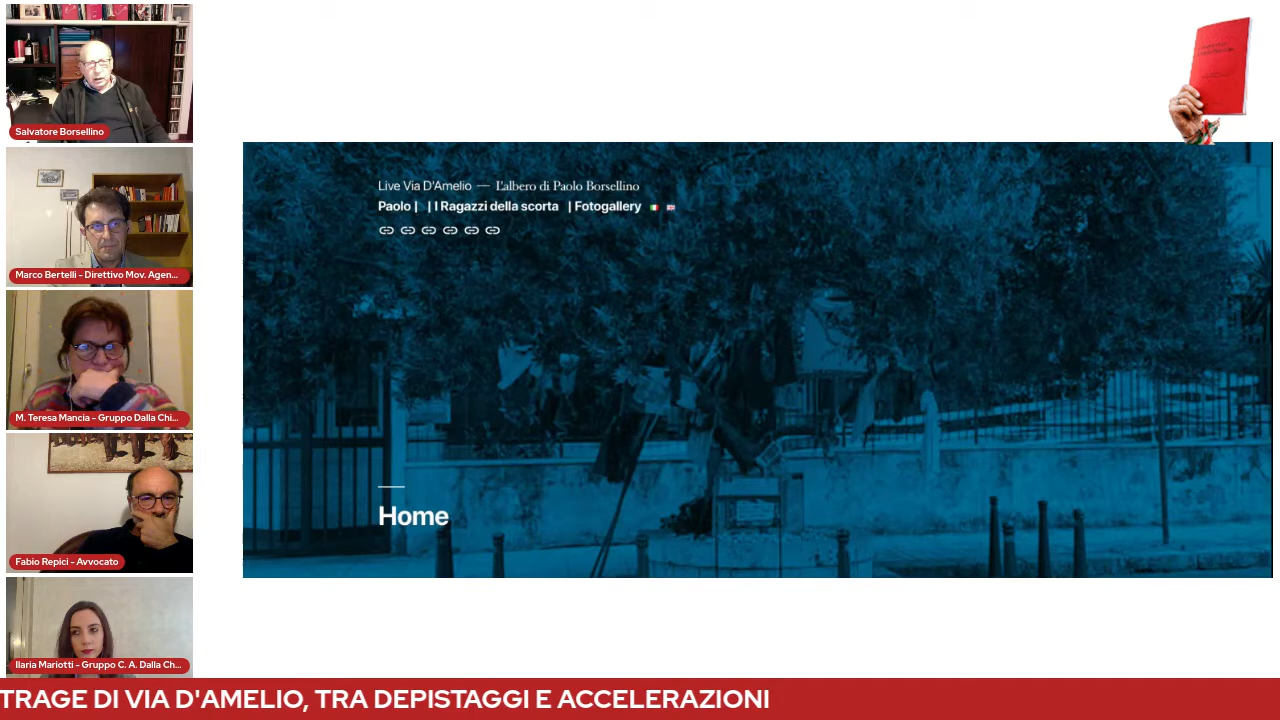 Salvatore Borsellino
Marco Bertelli - Direttivo Mov. Agen...
M. Teresa Mancia - Gruppo Dalla Chi...
Fabio Repici - Avvocato
Ilaria Mariotti - Gruppo C. A. Dalla Ch...
Live Via D'Amelio — L'albero di Paolo Borsellino
Paolo | | I Ragazzi della scorta | Fotogallery
Home
TRAGE DI VIA D'AMELIO, TRA DEPISTAGGI E ACCELERAZIONI